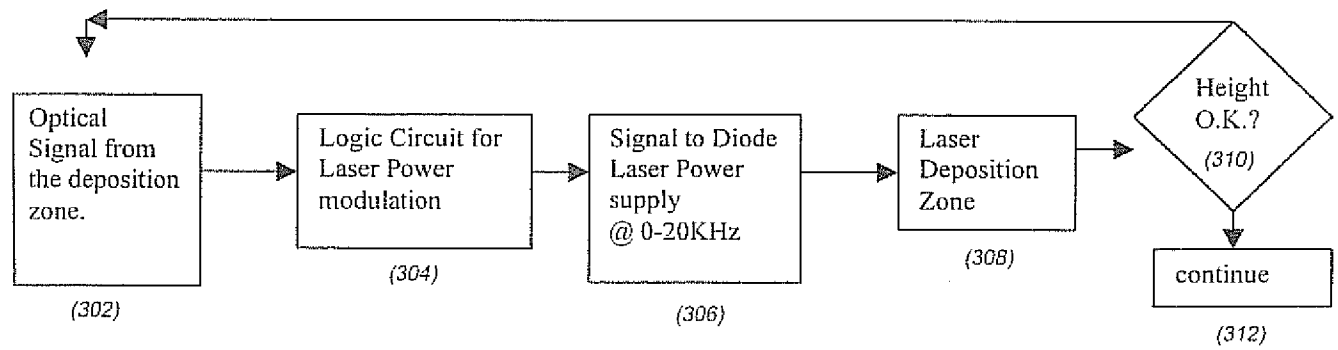 Optical
Signal from
the deposition
zone.
(302)
Logic Circuit for
Laser Power
modulation
(304)
Signal to Diode
Laser Power
supply
@ 0-20KHz
(306)
Laser
Deposition
Zone
(308)
Height
O.K.?
(310)
continue
(312)